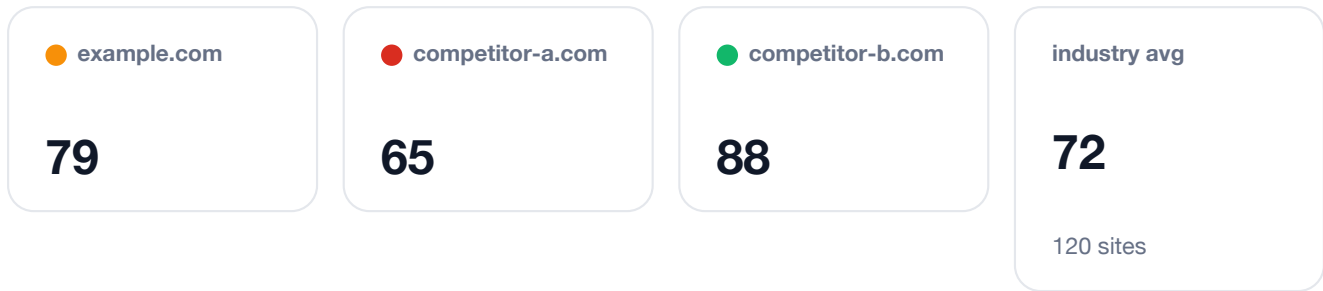 example.com
79
competitor-a.com
65
competitor-b.com
88
industry avg
72
120 sites